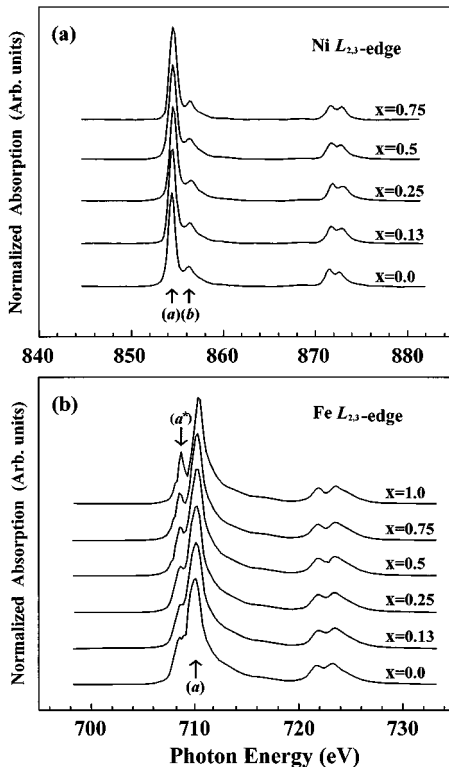 (a)
Ni L2,3-edge
x=0.75
x=0.5
x=0.25
x=0.13
x=0.0
(a)(b)
840 850 860 870 880
Normalized Absorption (Arb. units)
(b)
(a*)
Fe L2,3-edge
x=1.0
x=0.75
x=0.5
x=0.25
x=0.13
x=0.0
(a)
700 710 720 730
Normalized Absorption (Arb. units)
Photon Energy (eV)